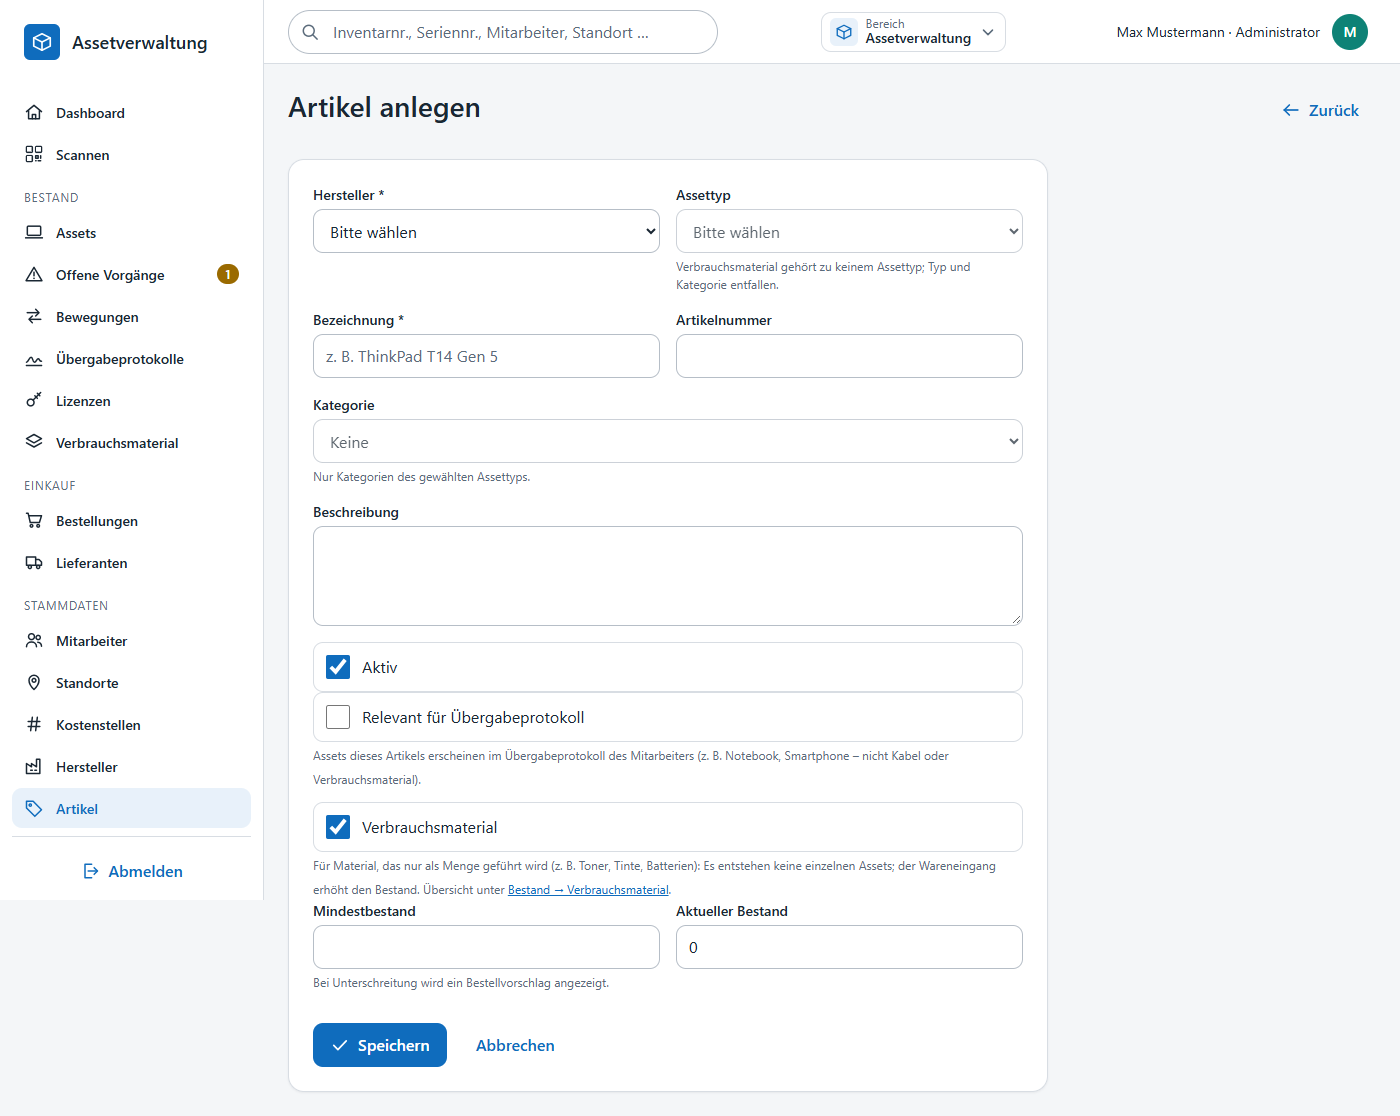 Assetverwaltung
Inventarnr., Seriennr., Mitarbeiter, Standort ...
Bereich
Assetverwaltung
Max Mustermann · Administrator
M
Dashboard
Scannen
BESTAND
Assets
Offene Vorgänge
1
Bewegungen
Übergabeprotokolle
Lizenzen
Verbrauchsmaterial
EINKAUF
Bestellungen
Lieferanten
STAMMDATEN
Mitarbeiter
Standorte
Kostenstellen
Hersteller
Artikel
Abmelden
Artikel anlegen
← Zurück
Hersteller *
Bitte wählen
Assettyp
Bitte wählen
Verbrauchsmaterial gehört zu keinem Assettyp; Typ und
Kategorie entfallen.
Bezeichnung *
z. B. ThinkPad T14 Gen 5
Artikelnummer
Kategorie
Keine
Nur Kategorien des gewählten Assettyps.
Beschreibung
Aktiv
Relevant für Übergabeprotokoll
Assets dieses Artikels erscheinen im Übergabeprotokoll des Mitarbeiters (z. B. Notebook, Smartphone – nicht Kabel oder
Verbrauchsmaterial).
Verbrauchsmaterial
Für Material, das nur als Menge geführt wird (z. B. Toner, Tinte, Batterien): Es entstehen keine einzelnen Assets; der Wareneingang
erhöht den Bestand. Übersicht unter Bestand → Verbrauchsmaterial.
Mindestbestand
Aktueller Bestand
0
Bei Unterschreitung wird ein Bestellvorschlag angezeigt.
Speichern
Abbrechen